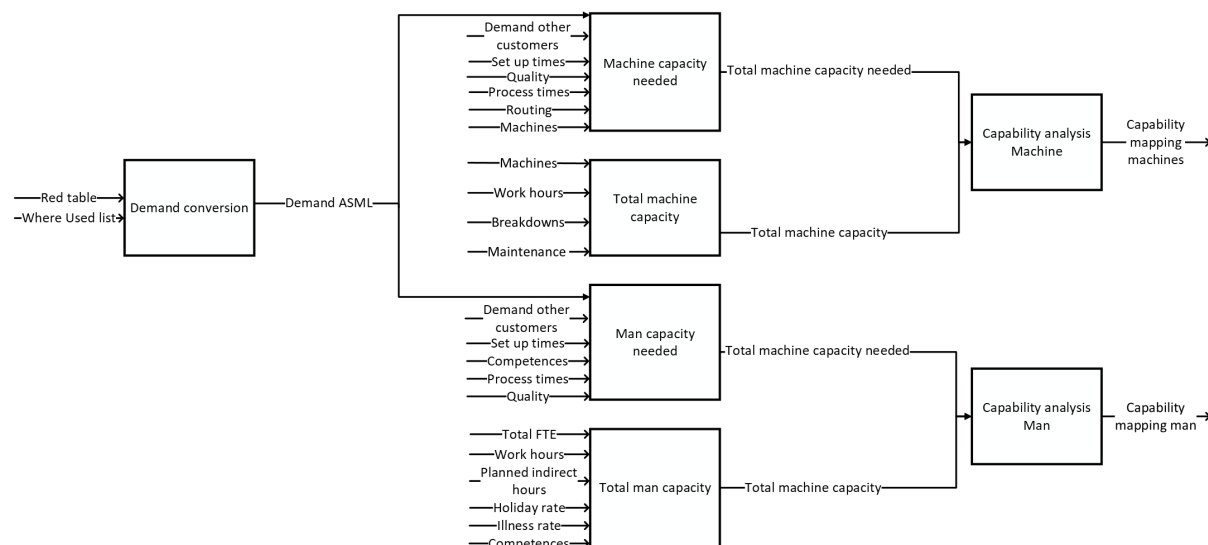 Red table
Where Used list
Demand conversion
Demand ASML
Demand other
customers
Set up times
Quality
Process times
Routing
Machines
Machine capacity
needed
Total machine capacity needed
Machines
Work hours
Breakdowns
Maintenance
Total machine
capacity
Total machine capacity
Capability analysis
Machine
Capability
mapping
machines
Demand other
customers
Set up times
Competences
Process times
Quality
Man capacity
needed
Total machine capacity needed
Total FTE
Work hours
Planned indirect
hours
Holiday rate
Illness rate
Competences
Total man capacity
Total machine capacity
Capability analysis
Man
Capability
mapping man